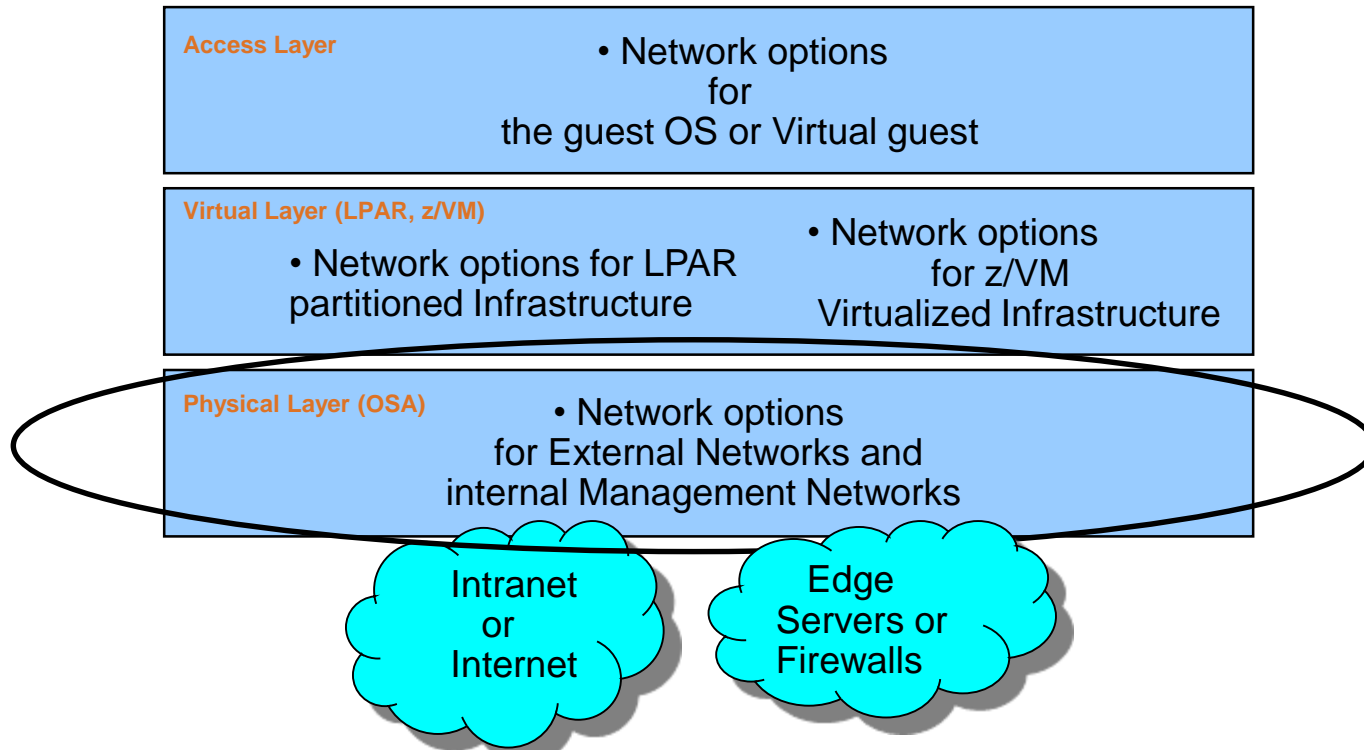 Access Layer
• Network options
for
the guest OS or Virtual guest
Virtual Layer (LPAR, z/VM)
• Network options for LPAR
partitioned Infrastructure
• Network options
for z/VM
Virtualized Infrastructure
Physical Layer (OSA)
• Network options
for External Networks and
internal Management Networks
Intranet
or
Internet
Edge
Servers or
Firewalls